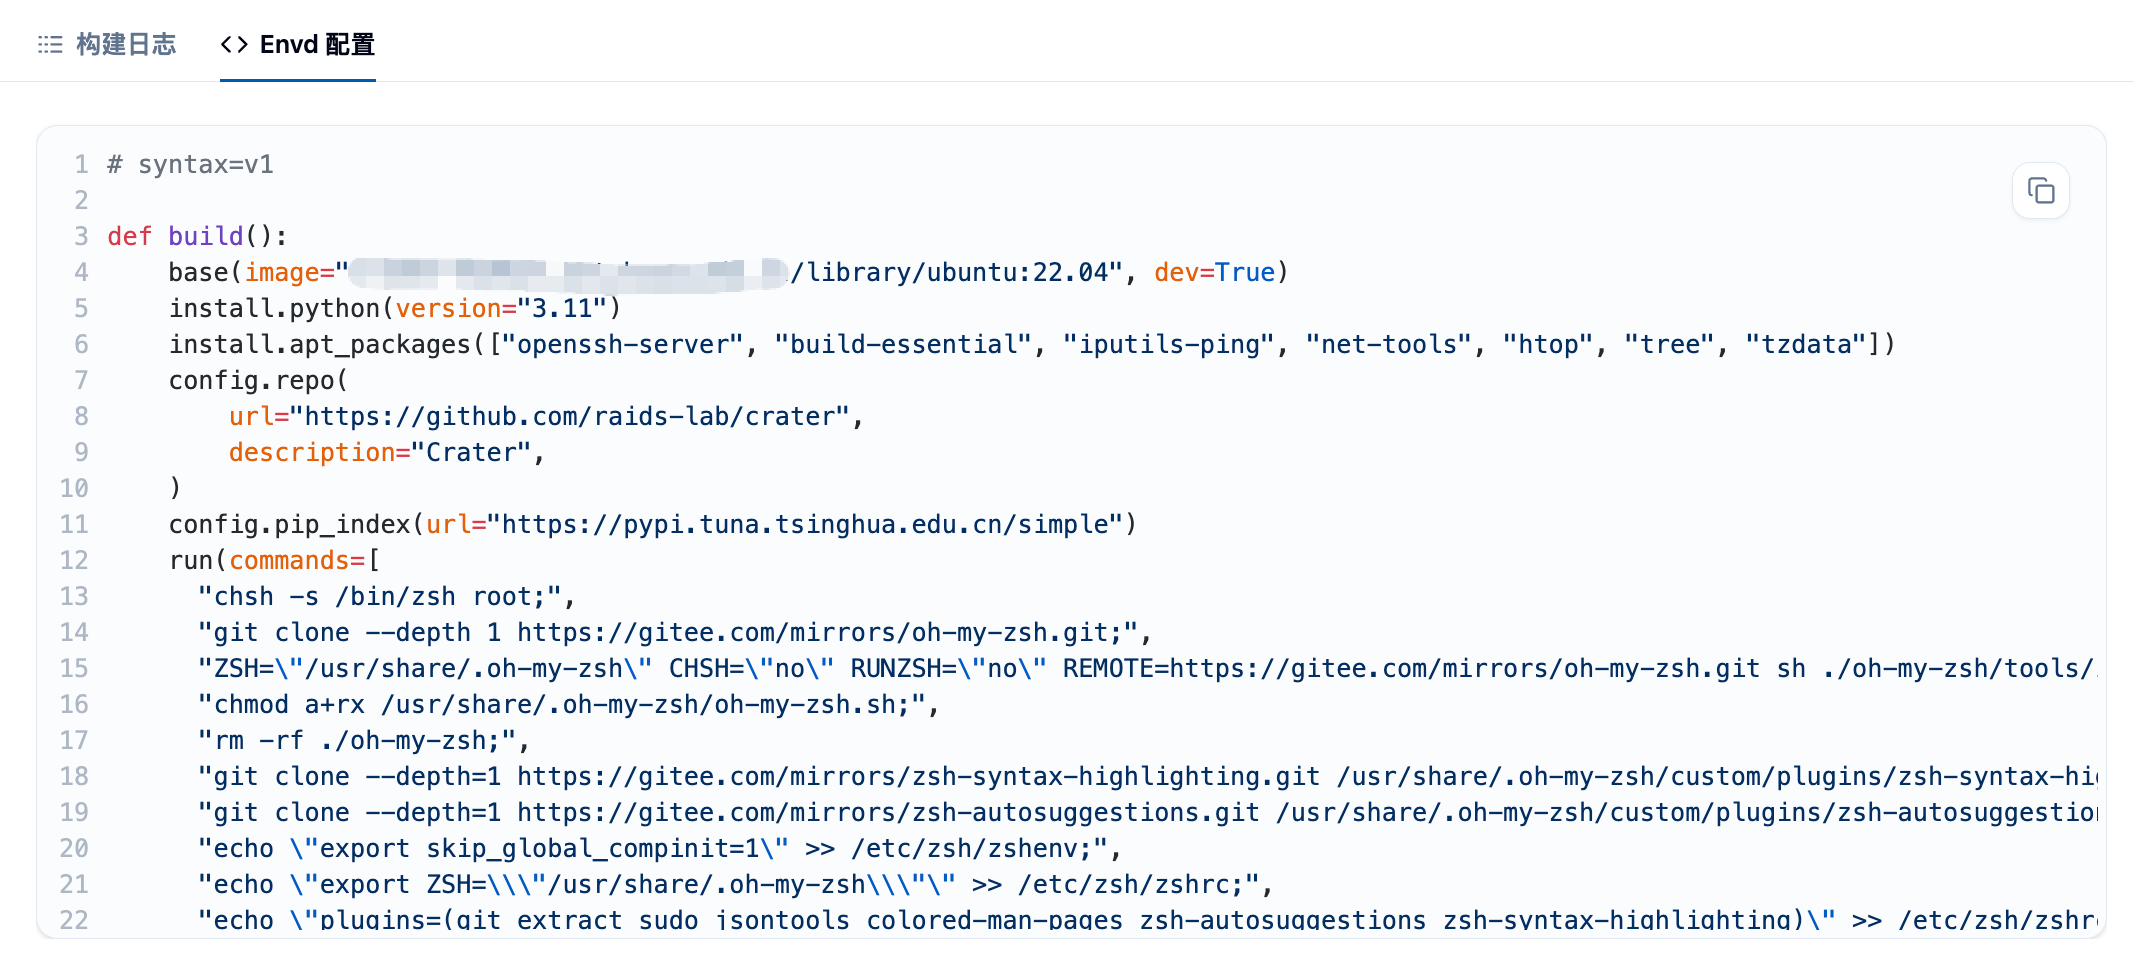 构建日志
<> Envd 配置
1 # syntax=v1
2
3 def build():
4     base(image="/library/ubuntu:22.04", dev=True)
5     install.python(version="3.11")
6     install.apt_packages(["openssh-server", "build-essential", "iputils-ping", "net-tools", "htop", "tree", "tzdata"])
7     config.repo(
8         url="https://github.com/raids-lab/crater",
9         description="Crater",
10     )
11     config.pip_index(url="https://pypi.tuna.tsinghua.edu.cn/simple")
12     run(commands=[
13       "chsh -s /bin/zsh root;",
14       "git clone --depth 1 https://gitee.com/mirrors/oh-my-zsh.git;",
15       "ZSH=\"/usr/share/.oh-my-zsh\" CHSH=\"no\" RUNZSH=\"no\" REMOTE=https://gitee.com/mirrors/oh-my-zsh.git sh ./oh-my-zsh/tools/
16       "chmod a+rx /usr/share/.oh-my-zsh/oh-my-zsh.sh;",
17       "rm -rf ./oh-my-zsh;",
18       "git clone --depth=1 https://gitee.com/mirrors/zsh-syntax-highlighting.git /usr/share/.oh-my-zsh/custom/plugins/zsh-syntax-hi
19       "git clone --depth=1 https://gitee.com/mirrors/zsh-autosuggestions.git /usr/share/.oh-my-zsh/custom/plugins/zsh-autosuggestio
20       "echo \"export skip_global_compinit=1\" >> /etc/zsh/zshenv;",
21       "echo \"export ZSH=\\\"/usr/share/.oh-my-zsh\\\"\" >> /etc/zsh/zshrc;",
22       "echo \"plugins=(git extract sudo jsontools colored-man-pages zsh-autosuggestions zsh-syntax-highlighting)\" >> /etc/zsh/zshr